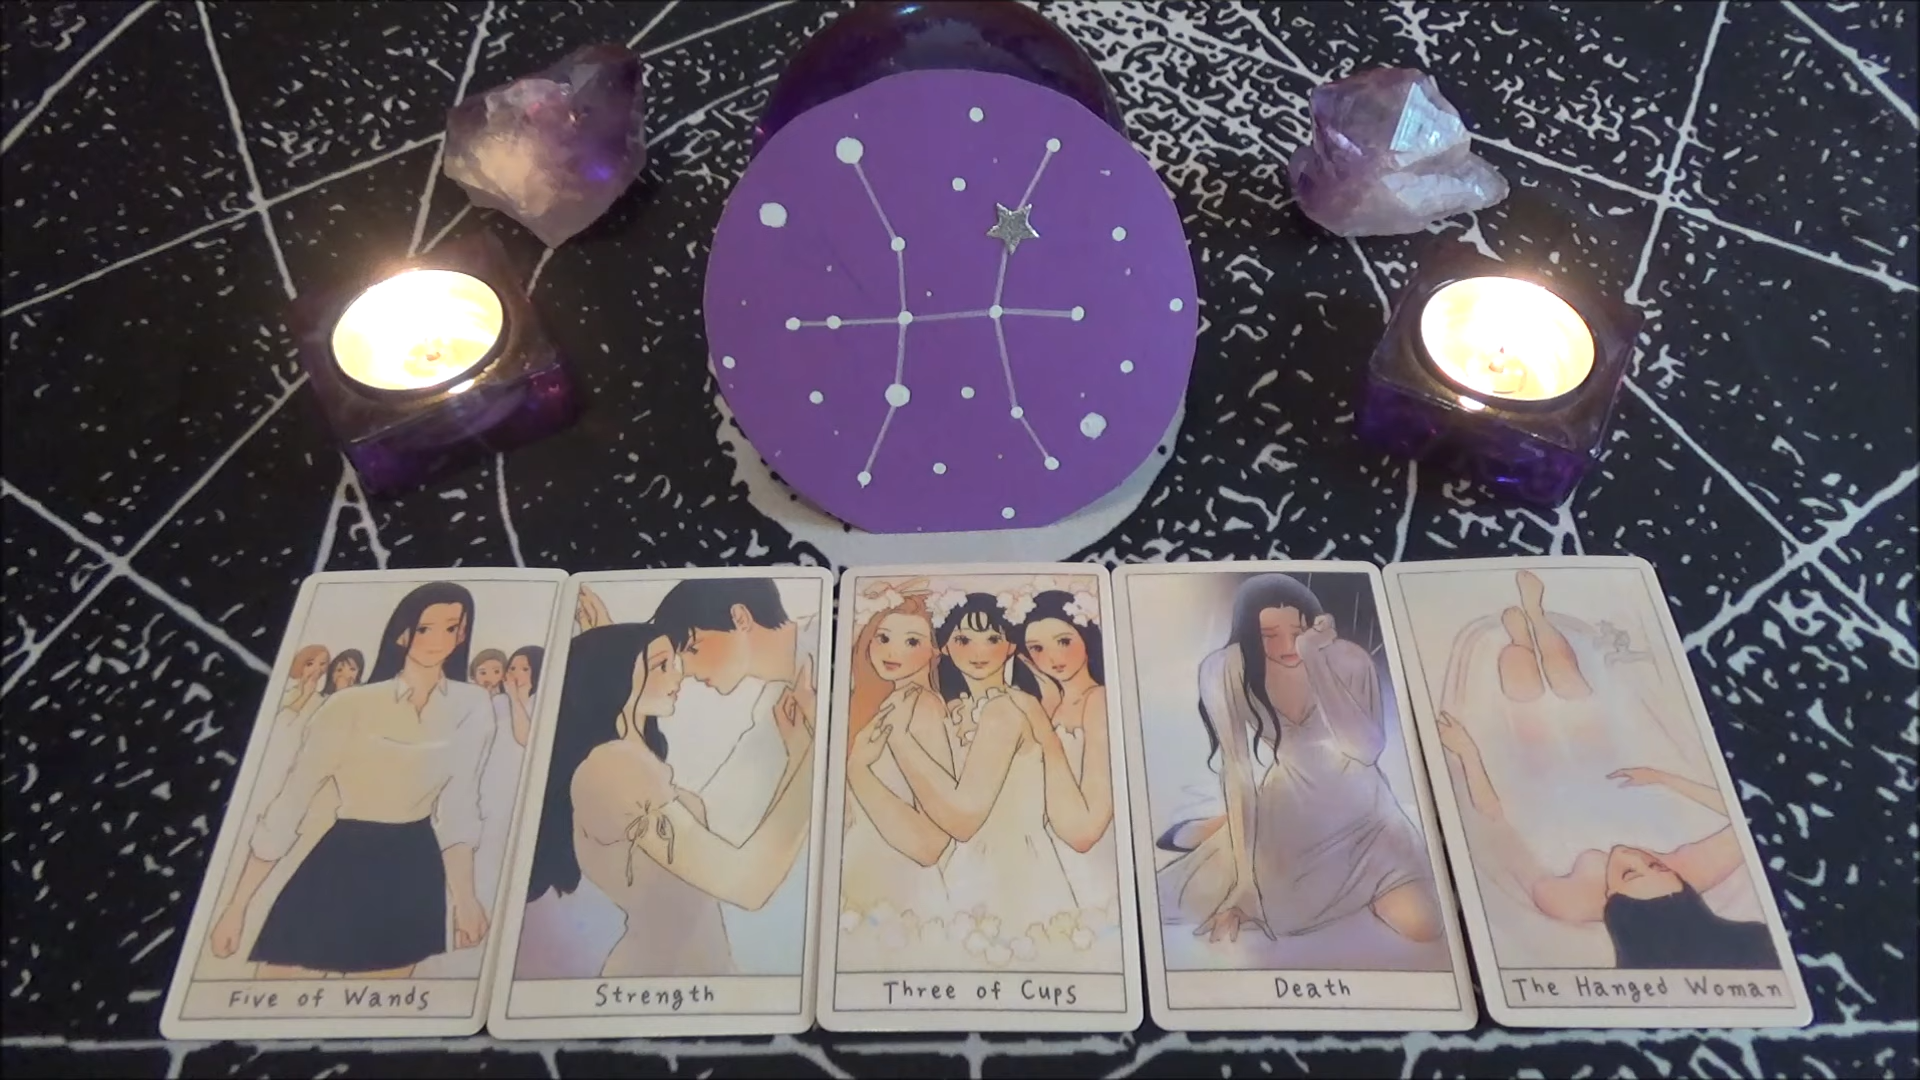 Five of Wands
Strength
Three of Cups
Death
The Hanged Woman